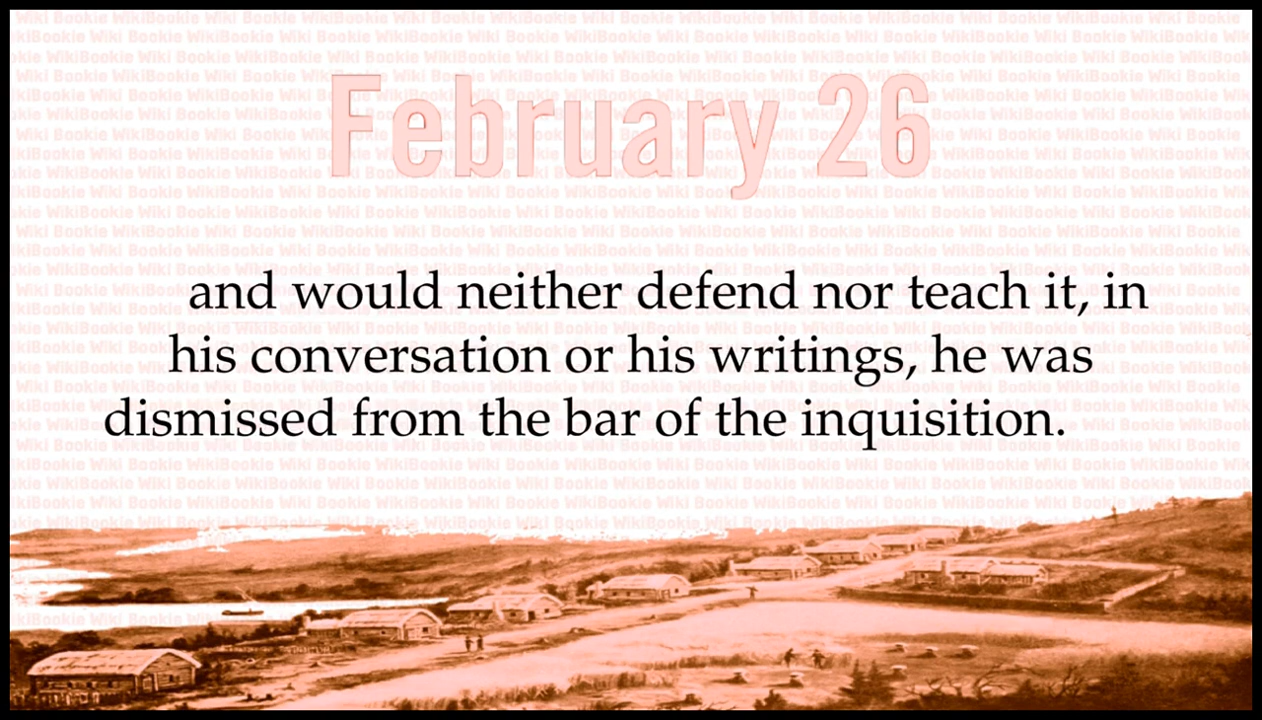 February 26
and would neither defend nor teach it, in
his conversation or his writings, he was
dismissed from the bar of the inquisition.